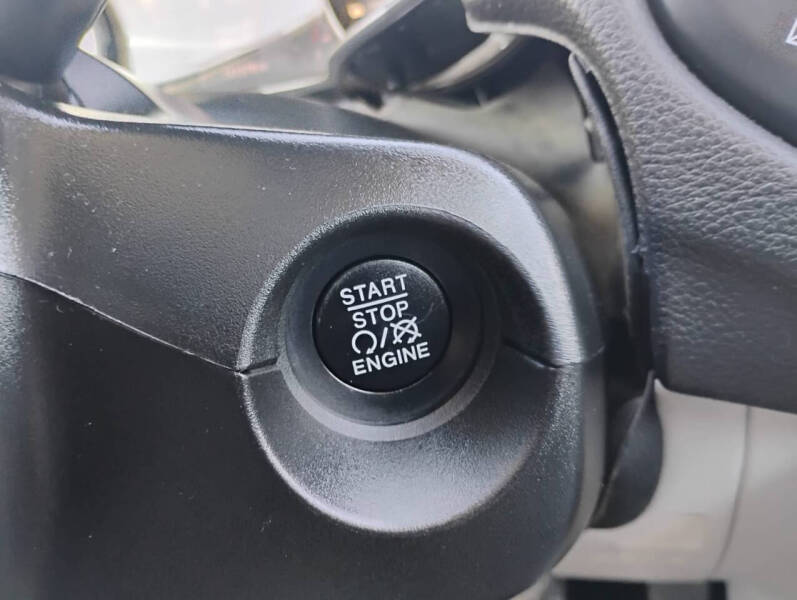 START
STOP
/
ENGINE